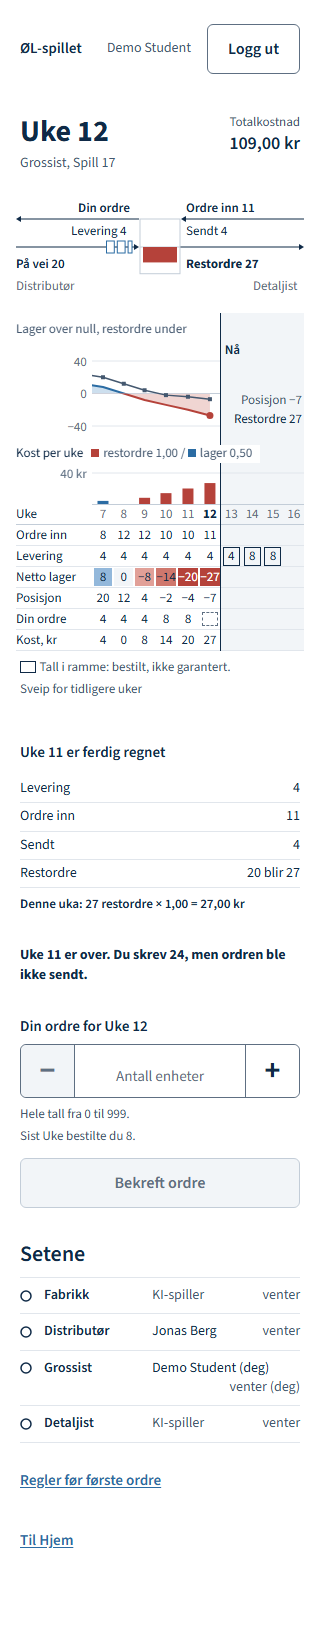 ØL-spillet Demo Student Logg ut
Uke 12 Totalkostnad
109,00 kr
Grossist, Spill 17
Din ordre Ordre inn 11
Levering 4 Sendt 4
På vei 20 Restordre 27
Distributør Detaljist
Lager over null, restordre under
Nå
40
0
−40
Posisjon −7
Restordre 27
Kost per uke restordre 1,00 / lager 0,50
40 kr
Uke 7 8 9 10 11 12 13 14 15 16
Ordre inn 8 12 12 10 10 11
Levering 4 4 4 4 4 4 4 8 8
Netto lager 8 0 −8 −14 −20 −27
Posisjon 20 12 4 −2 −4 −7
Din ordre 4 4 4 8 8
Kost, kr 4 0 8 14 20 27
Tall i ramme: bestilt, ikke garantert.
Sveip for tidligere uker
Uke 11 er ferdig regnet
Levering 4
Ordre inn 11
Sendt 4
Restordre 20 blir 27
Denne uka: 27 restordre × 1,00 = 27,00 kr
Uke 11 er over. Du skrev 24, men ordren ble
ikke sendt.
Din ordre for Uke 12
− Antall enheter +
Hele tall fra 0 til 999.
Sist Uke bestilte du 8.
Bekreft ordre
Setene
Fabrikk KI-spiller venter
Distributør Jonas Berg venter
Grossist Demo Student (deg)
venter (deg)
Detaljist KI-spiller venter
Regler før første ordre
Til Hjem